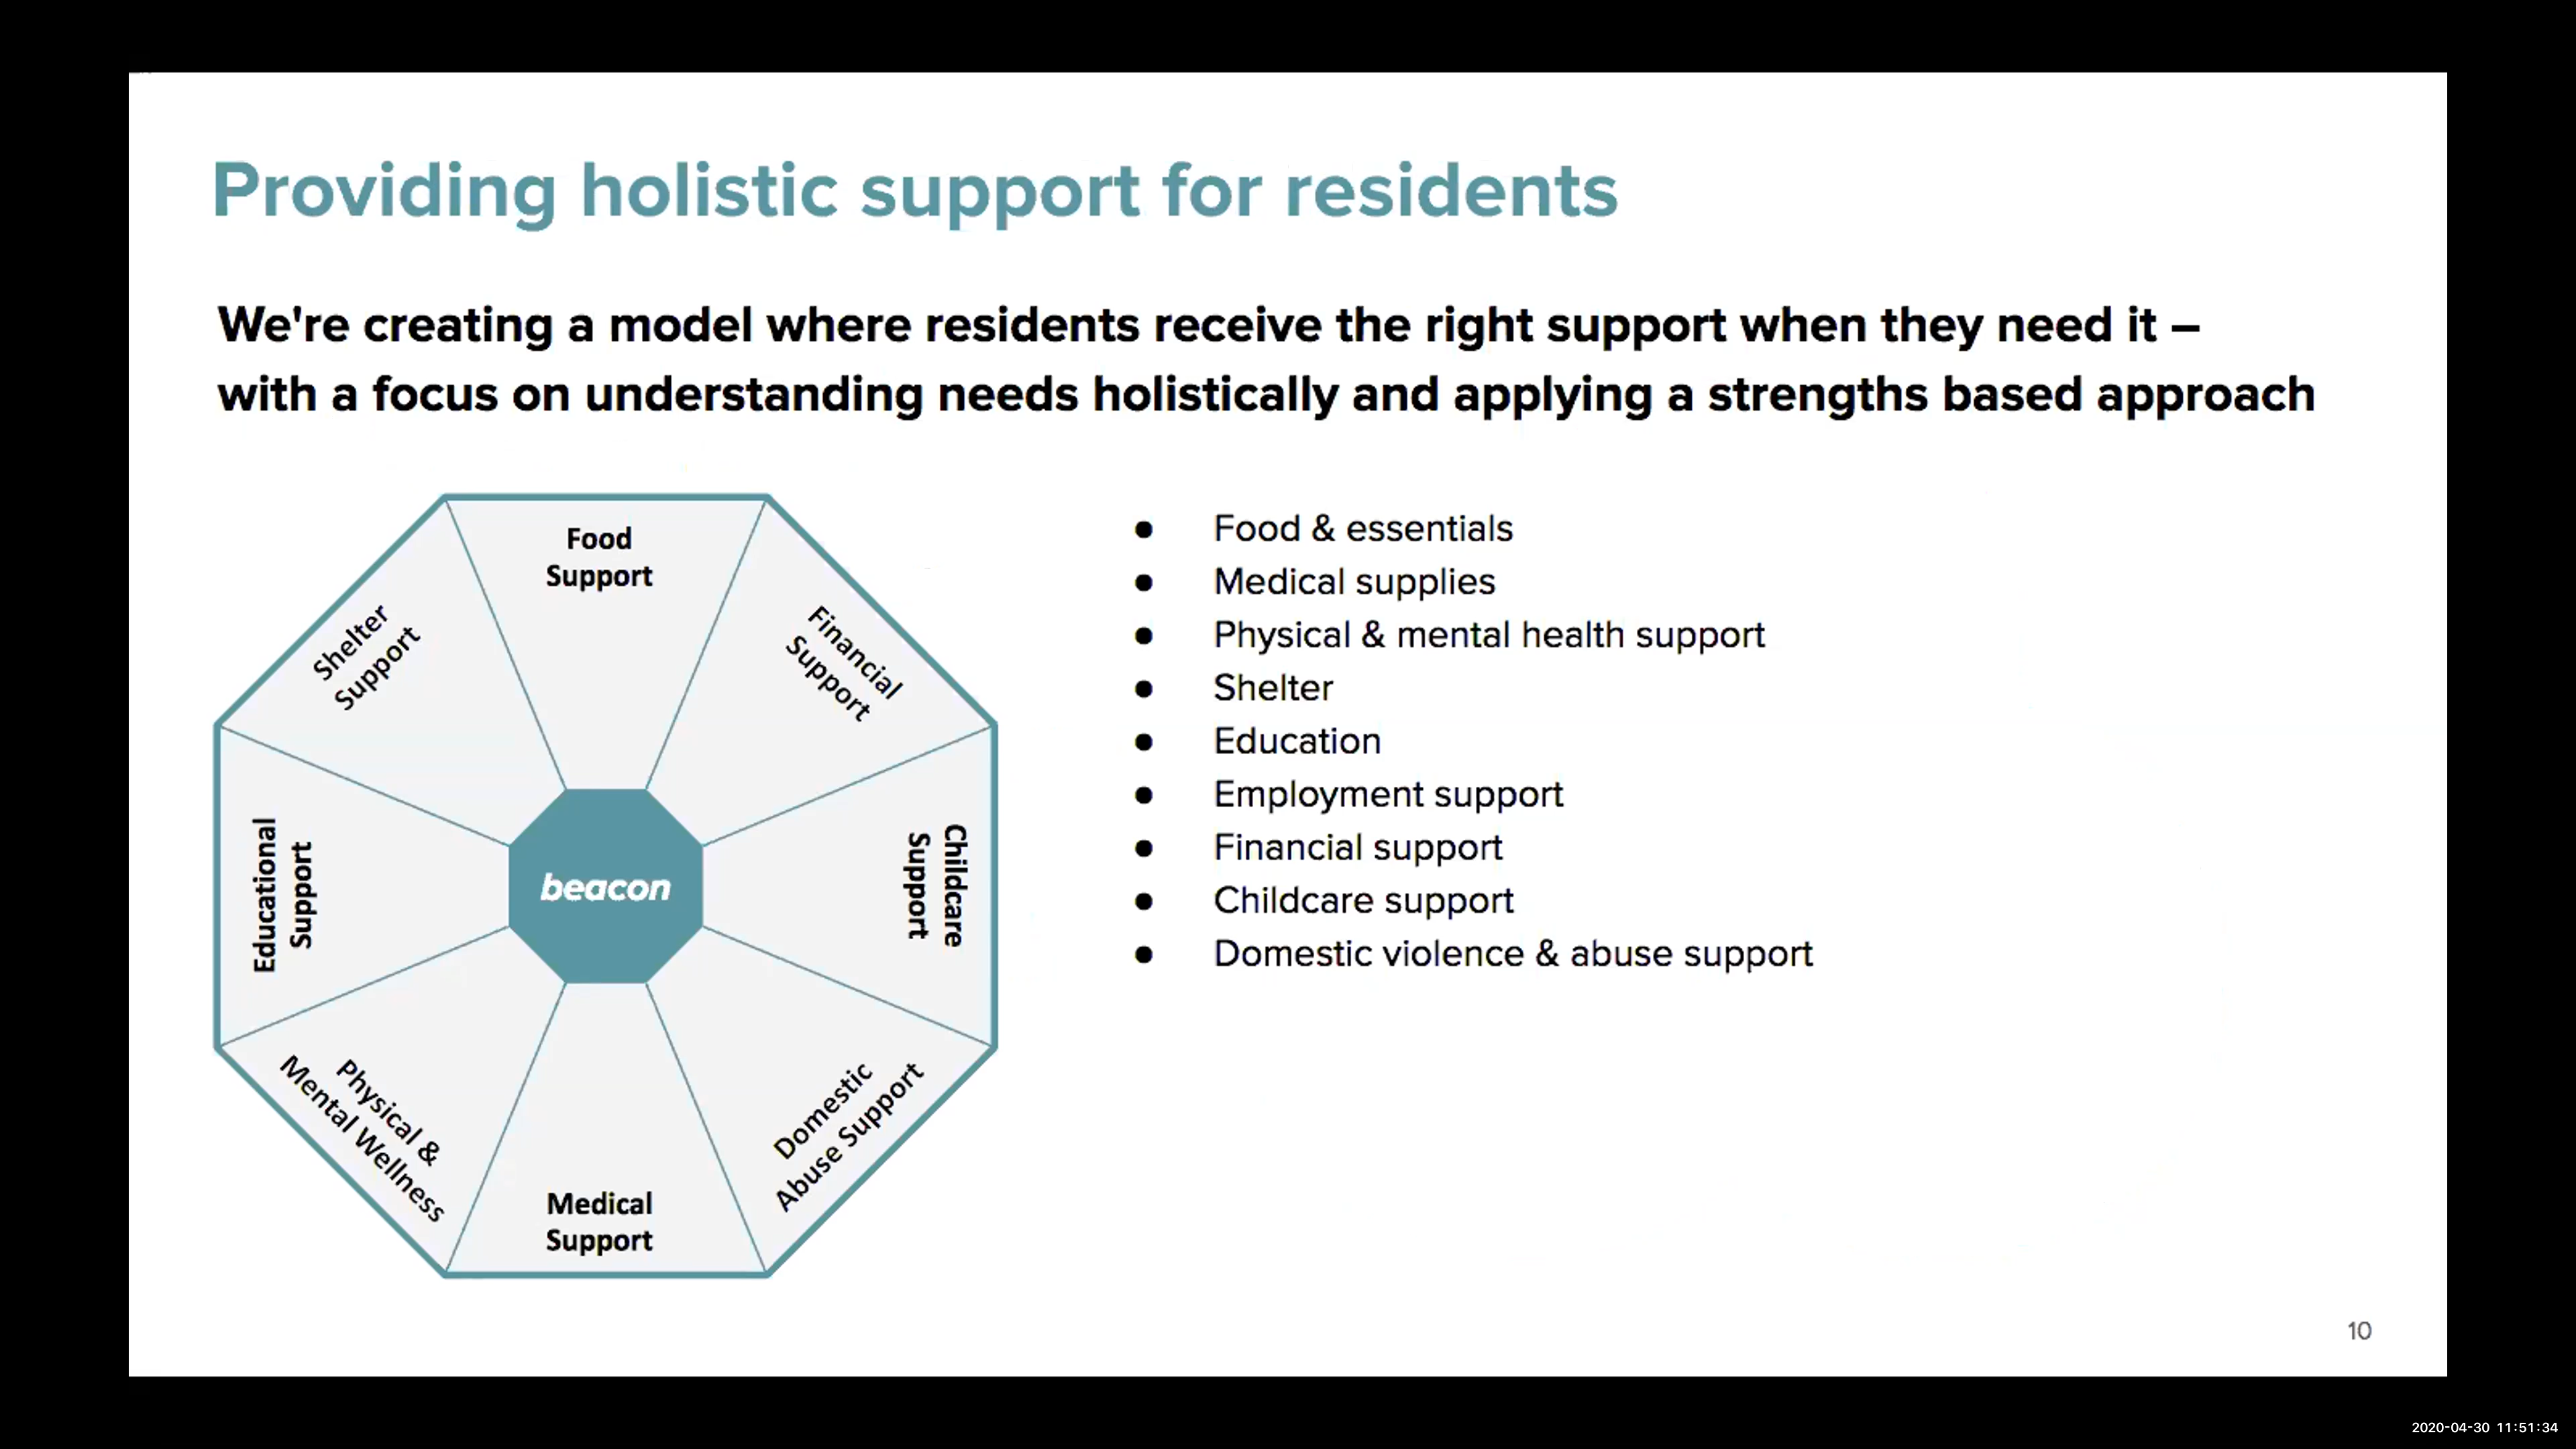 Providing holistic support for residents
We're creating a model where residents receive the right support when they need it –
with a focus on understanding needs holistically and applying a strengths based approach
Food
Support
Financial
Support
Childcare
Support
Domestic
Abuse Support
Medical
Support
Physical &
Mental Wellness
Educational
Support
Shelter
Support
beacon
● Food & essentials
● Medical supplies
● Physical & mental health support
● Shelter
● Education
● Employment support
● Financial support
● Childcare support
● Domestic violence & abuse support
10
2020-04-30 11:51:34